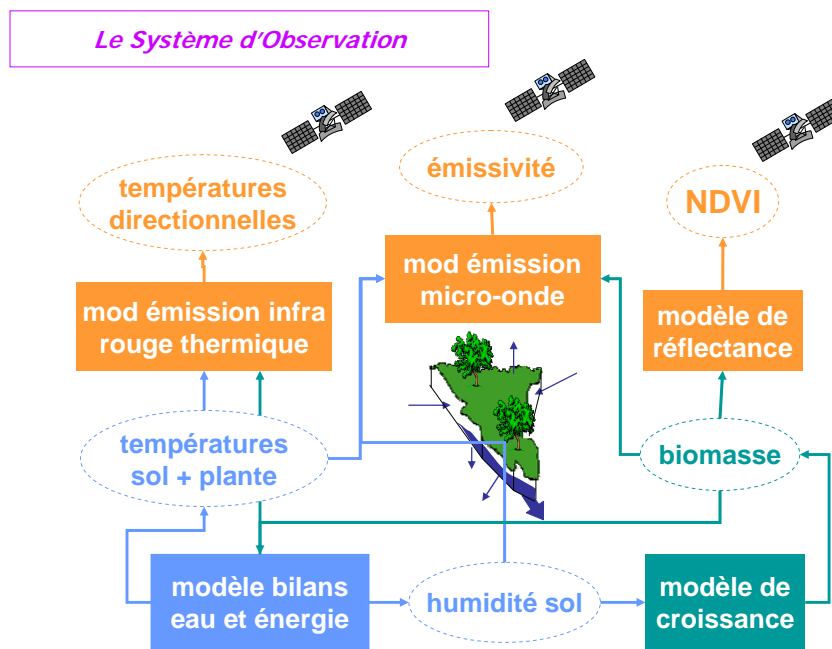 Le Système d'Observation
températures
directionnelles
émissivité
NDVI
mod émission infra
rouge thermique
mod émission
micro-onde
modèle de
réflectance
températures
sol + plante
biomasse
modèle bilans
eau et énergie
humidité sol
modèle de
croissance